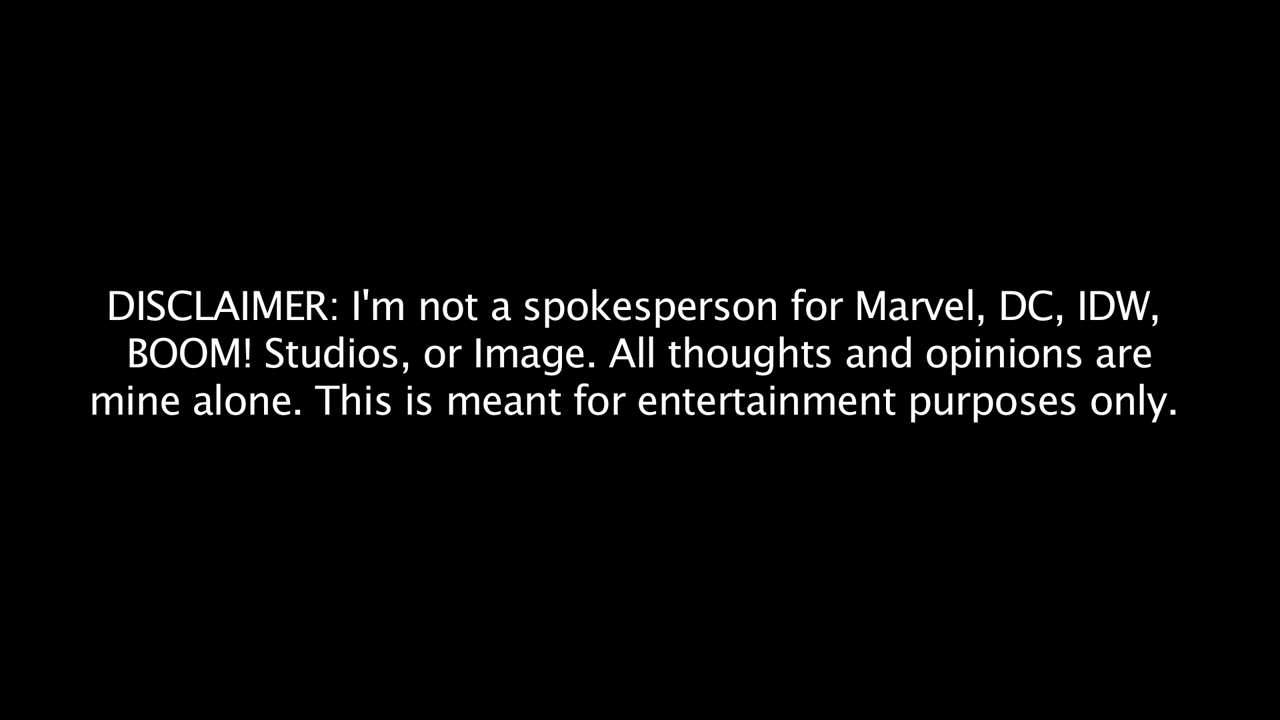 DISCLAIMER: I'm not a spokesperson for Marvel, DC, IDW,
BOOM! Studios, or Image. All thoughts and opinions are
mine alone. This is meant for entertainment purposes only.